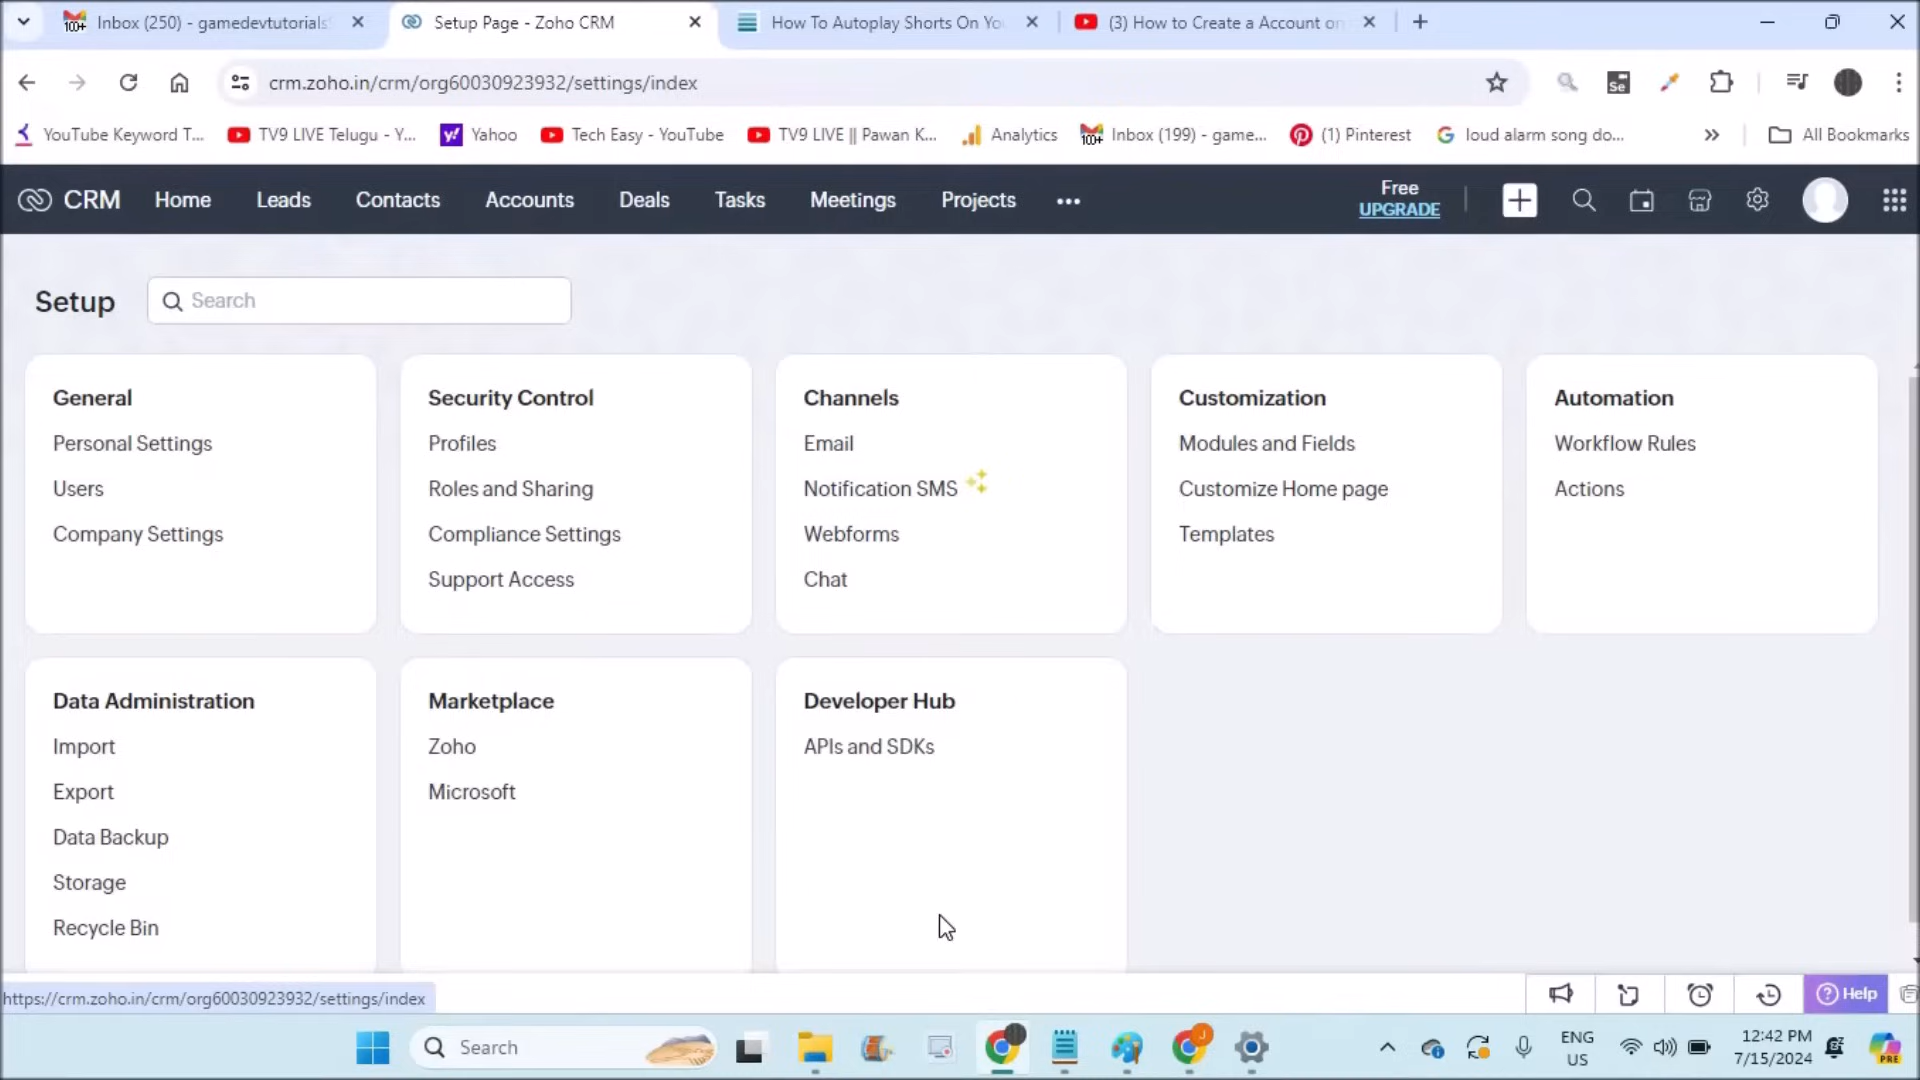 Inbox (250) - gamedevtutorials
Setup Page - Zoho CRM
How To Autoplay Shorts On Yo
(3) How to Create a Account on
crm.zoho.in/crm/org60030923932/settings/index
YouTube Keyword T...
TV9 LIVE Telugu - Y...
Yahoo
Tech Easy - YouTube
TV9 LIVE || Pawan K...
Analytics
Inbox (199) - game...
(1) Pinterest
loud alarm song do...
All Bookmarks
CRM
Home
Leads
Contacts
Accounts
Deals
Tasks
Meetings
Projects
Free
UPGRADE
Setup
Search
General
Personal Settings
Users
Company Settings
Security Control
Profiles
Roles and Sharing
Compliance Settings
Support Access
Channels
Email
Notification SMS
Webforms
Chat
Customization
Modules and Fields
Customize Home page
Templates
Automation
Workflow Rules
Actions
Data Administration
Import
Export
Data Backup
Storage
Recycle Bin
Marketplace
Zoho
Microsoft
Developer Hub
APIs and SDKs
https://crm.zoho.in/crm/org60030923932/settings/index
Help
Search
ENG
US
12:42 PM
7/15/2024